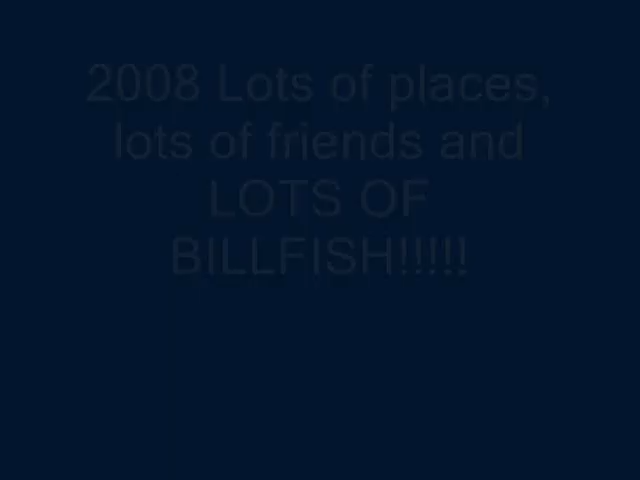 2008 Lots of places,
lots of friends and
LOTS OF
BILLFISH!!!!!